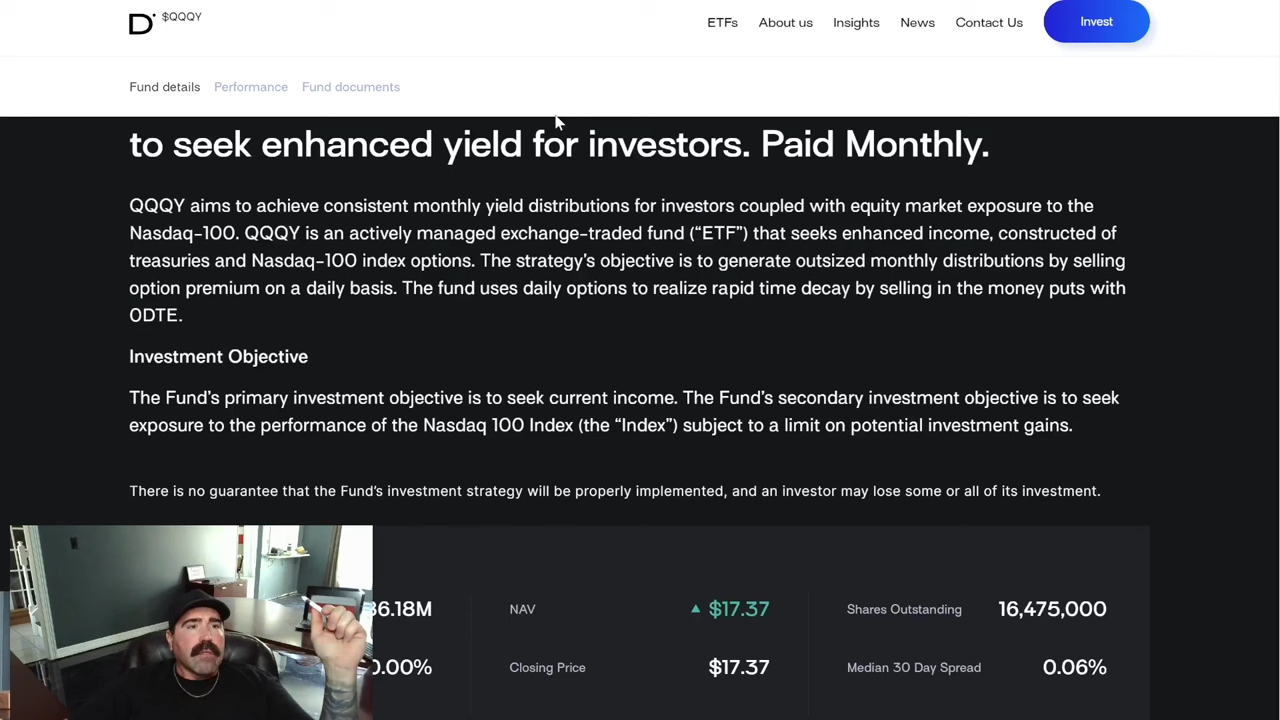 D
$QQQY
ETFs About us Insights News Contact Us Invest
Fund details Performance Fund documents
to seek enhanced yield for investors. Paid Monthly.
QQQY aims to achieve consistent monthly yield distributions for investors coupled with equity market exposure to the
Nasdaq-100. QQQY is an actively managed exchange-traded fund (“ETF”) that seeks enhanced income, constructed of
treasuries and Nasdaq-100 index options. The strategy’s objective is to generate outsized monthly distributions by selling
option premium on a daily basis. The fund uses daily options to realize rapid time decay by selling in the money puts with
0DTE.
Investment Objective
The Fund’s primary investment objective is to seek current income. The Fund’s secondary investment objective is to seek
exposure to the performance of the Nasdaq 100 Index (the “Index”) subject to a limit on potential investment gains.
There is no guarantee that the Fund’s investment strategy will be properly implemented, and an investor may lose some or all of its investment.
6.18M NAV ▲ $17.37 Shares Outstanding 16,475,000
.00% Closing Price $17.37 Median 30 Day Spread 0.06%